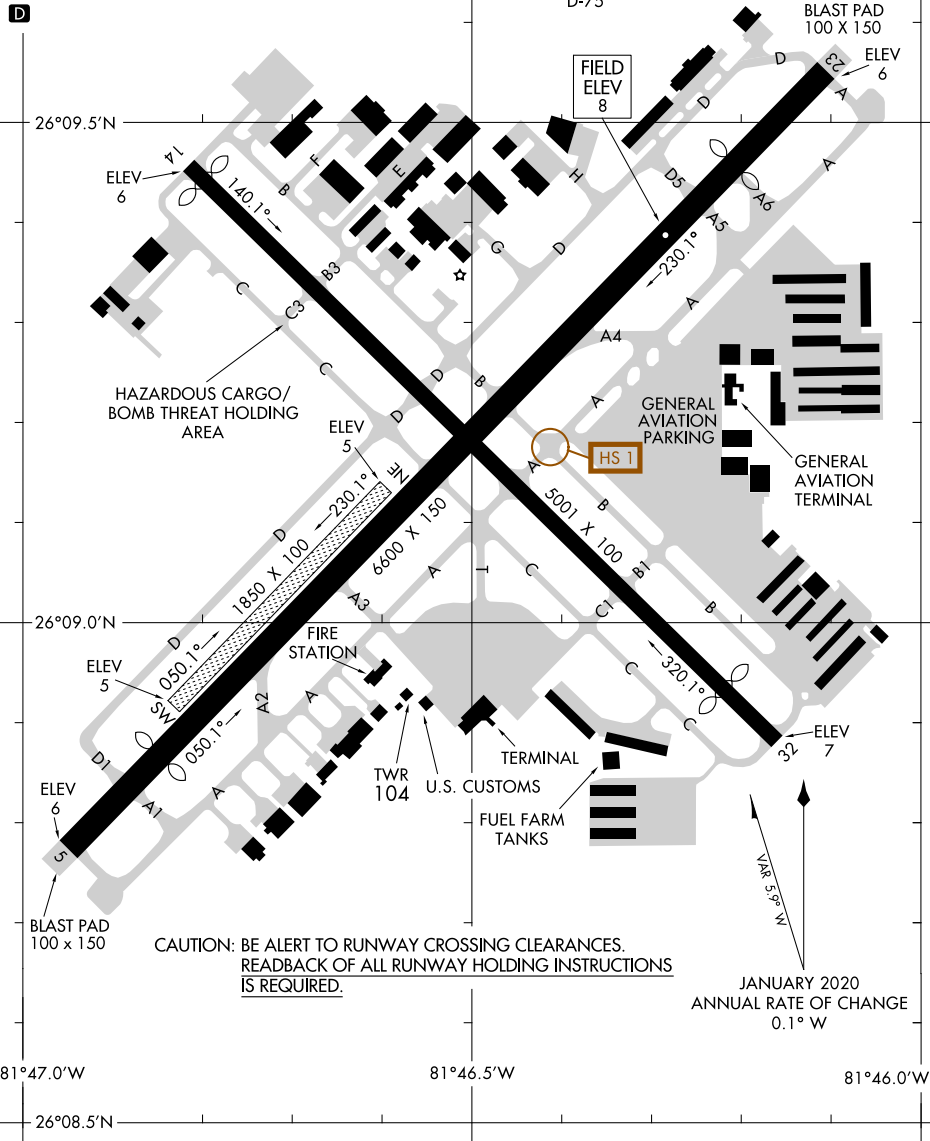 D
D-75
BLAST PAD
100 X 150
ELEV
6
23
A
D
FIELD
ELEV
8
D
A
26°09.5'N
14
ELEV
6
140.1°
B
F
E
H
D5
A6
A5
G
D
230.1°
C
B3
C3
A
A4
HAZARDOUS CARGO/
BOMB THREAT HOLDING
AREA
C
D
B
D
A
GENERAL
AVIATION
PARKING
ELEV
5
NE
HS 1
A
GENERAL
AVIATION
TERMINAL
230.1°
1850 X 100
050.1°
6600 X 150
5001 X 100
B
D
A
T
C
B1
A3
C1
B
26°09.0'N
D
FIRE
STATION
ELEV
5
SW
A2
A
C
320.1°
C
050.1°
D1
ELEV
7
32
TERMINAL
TWR
104
U.S. CUSTOMS
ELEV
6
A1
A
FUEL FARM
TANKS
5
VAR 5.9° W
BLAST PAD
100 x 150
CAUTION: BE ALERT TO RUNWAY CROSSING CLEARANCES.
READBACK OF ALL RUNWAY HOLDING INSTRUCTIONS
IS REQUIRED.
JANUARY 2020
ANNUAL RATE OF CHANGE
0.1° W
81°47.0'W
81°46.5'W
81°46.0'W
26°08.5'N